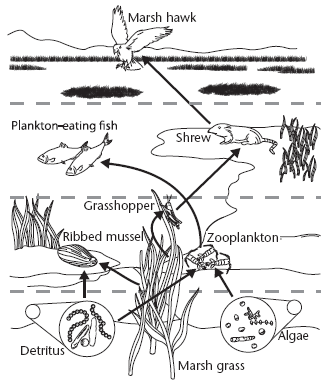 Marsh hawk
Plankton-eating fish
Shrew
Grasshopper
Ribbed mussel
Zooplankton
Detritus
Algae
Marsh grass